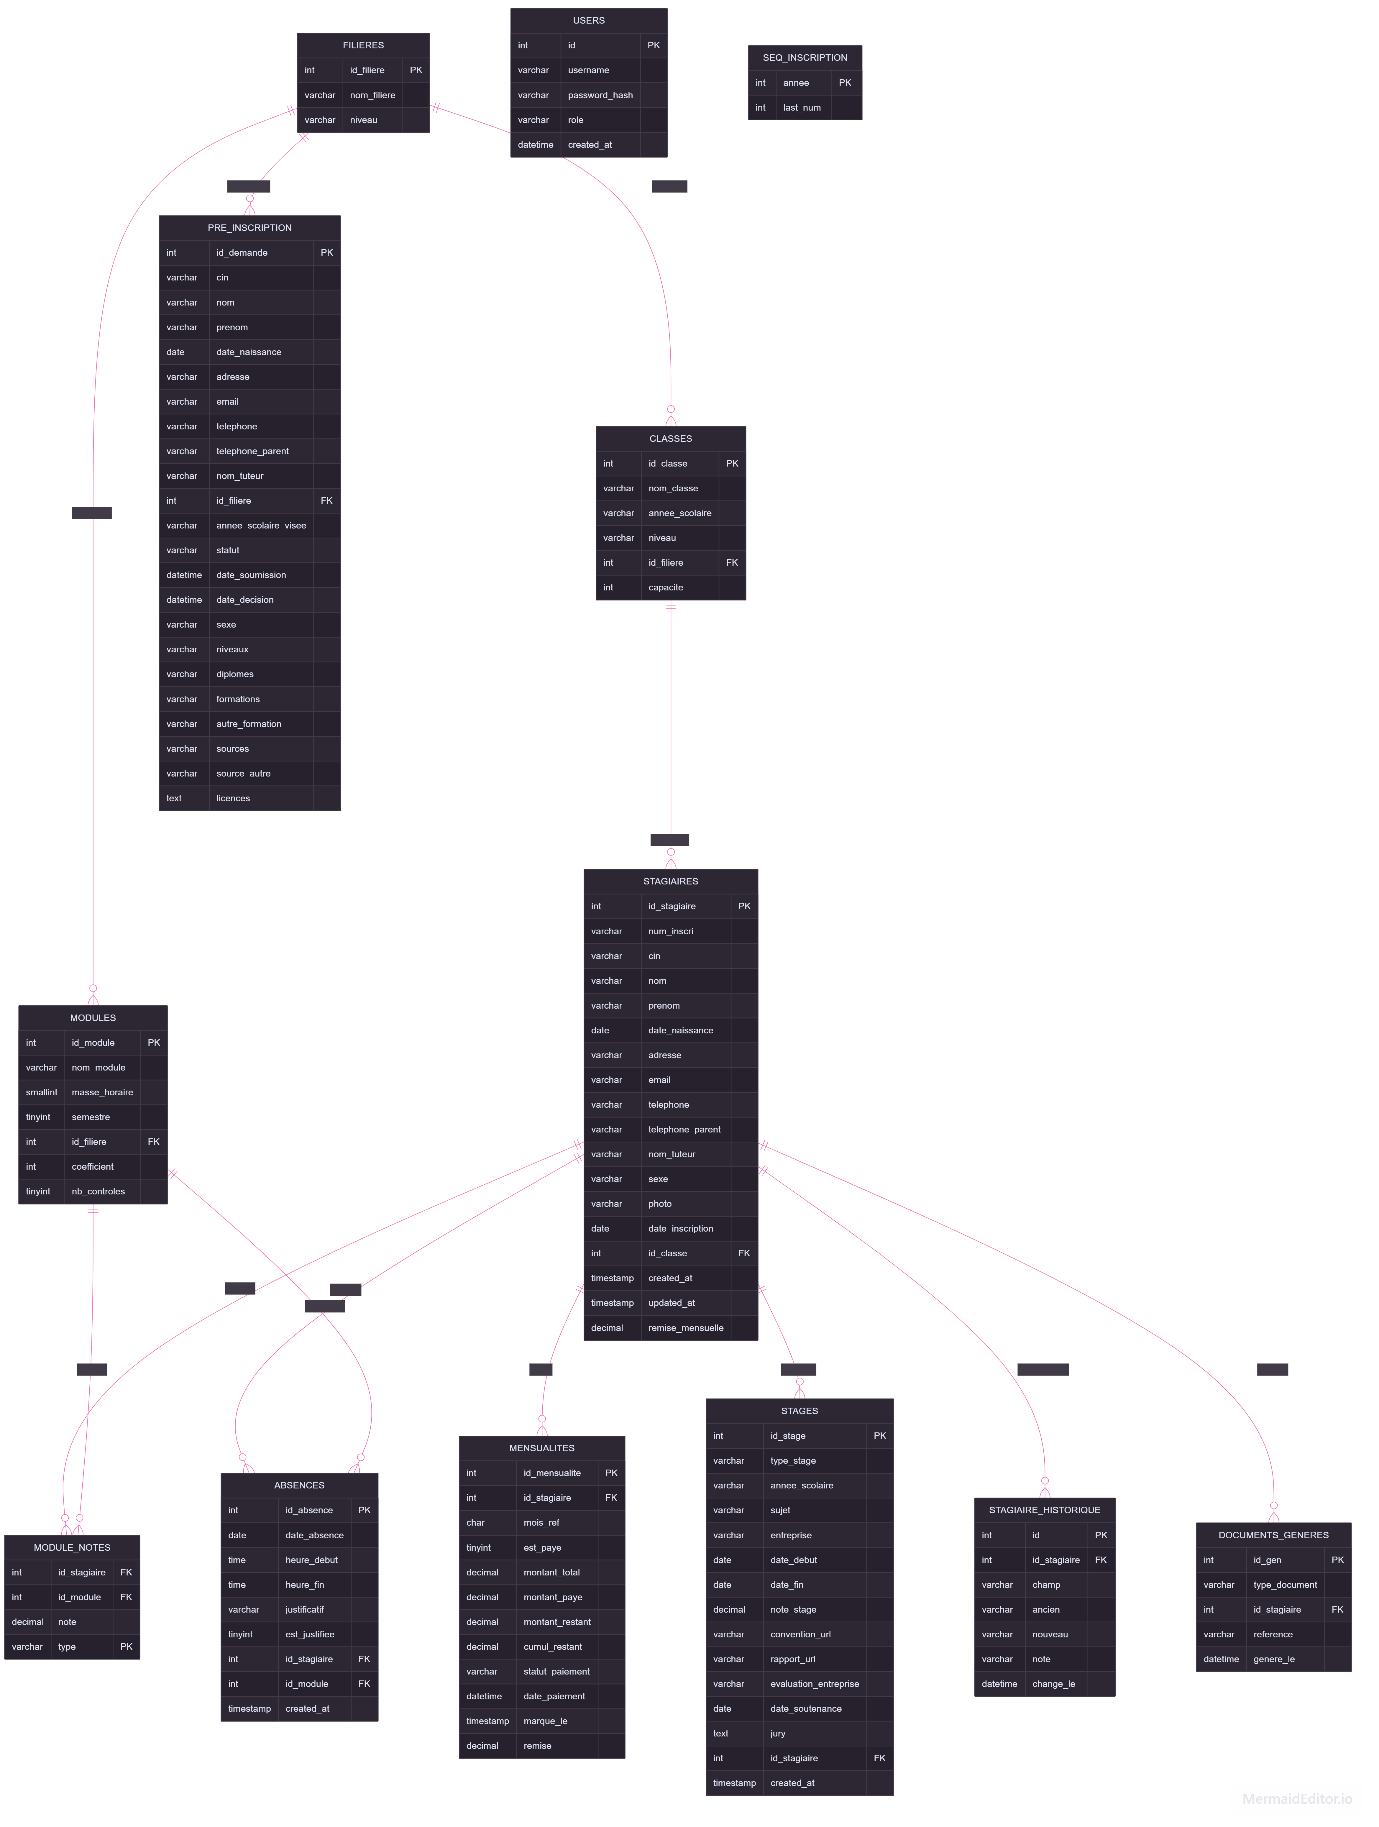 FILIERES
int id_filiere PK
varchar nom_filiere
varchar niveau
USERS
int id PK
varchar username
varchar password_hash
varchar role
datetime created_at
SEQ_INSCRIPTION
int annee PK
int last_num
PRE_INSCRIPTION
int id_demande PK
varchar cin
varchar nom
varchar prenom
date date_naissance
varchar adresse
varchar email
varchar telephone
varchar telephone_parent
varchar nom_tuteur
int id_filiere FK
varchar annee_scolaire_visee
varchar statut
datetime date_soumission
datetime date_decision
varchar sexe
varchar niveaux
varchar diplomes
varchar formations
varchar autre_formation
varchar sources
varchar source_autre
text licences
CLASSES
int id_classe PK
varchar nom_classe
varchar annee_scolaire
varchar niveau
int id_filiere FK
int capacite
STAGIAIRES
int id_stagiaire PK
varchar num_inscri
varchar cin
varchar nom
varchar prenom
date date_naissance
varchar adresse
varchar email
varchar telephone
varchar telephone_parent
varchar nom_tuteur
varchar sexe
varchar photo
date date_inscription
int id_classe FK
timestamp created_at
timestamp updated_at
decimal remise_mensuelle
MODULES
int id_module PK
varchar nom_module
smallint masse_horaire
tinyint semestre
int id_filiere FK
int coefficient
tinyint nb_controles
MODULE_NOTES
int id_stagiaire FK
int id_module FK
decimal note
varchar type PK
ABSENCES
int id_absence PK
date date_absence
time heure_debut
time heure_fin
varchar justificatif
tinyint est_justifiee
int id_stagiaire FK
int id_module FK
timestamp created_at
MENSUALITES
int id_mensualite PK
int id_stagiaire FK
char mois_ref
tinyint est_paye
decimal montant_total
decimal montant_paye
decimal montant_restant
decimal cumul_restant
varchar statut_paiement
datetime date_paiement
timestamp marque_le
decimal remise
STAGES
int id_stage PK
varchar type_stage
varchar annee_scolaire
varchar sujet
varchar entreprise
date date_debut
date date_fin
decimal note_stage
varchar convention_url
varchar rapport_url
varchar evaluation_entreprise
date date_soutenance
text jury
int id_stagiaire FK
timestamp created_at
STAGIAIRE_HISTORIQUE
int id PK
int id_stagiaire FK
varchar champ
varchar ancien
varchar nouveau
varchar note
datetime change_le
DOCUMENTS_GENERES
int id_gen PK
varchar type_document
int id_stagiaire FK
varchar reference
datetime genere_le
MermaidEditor.io